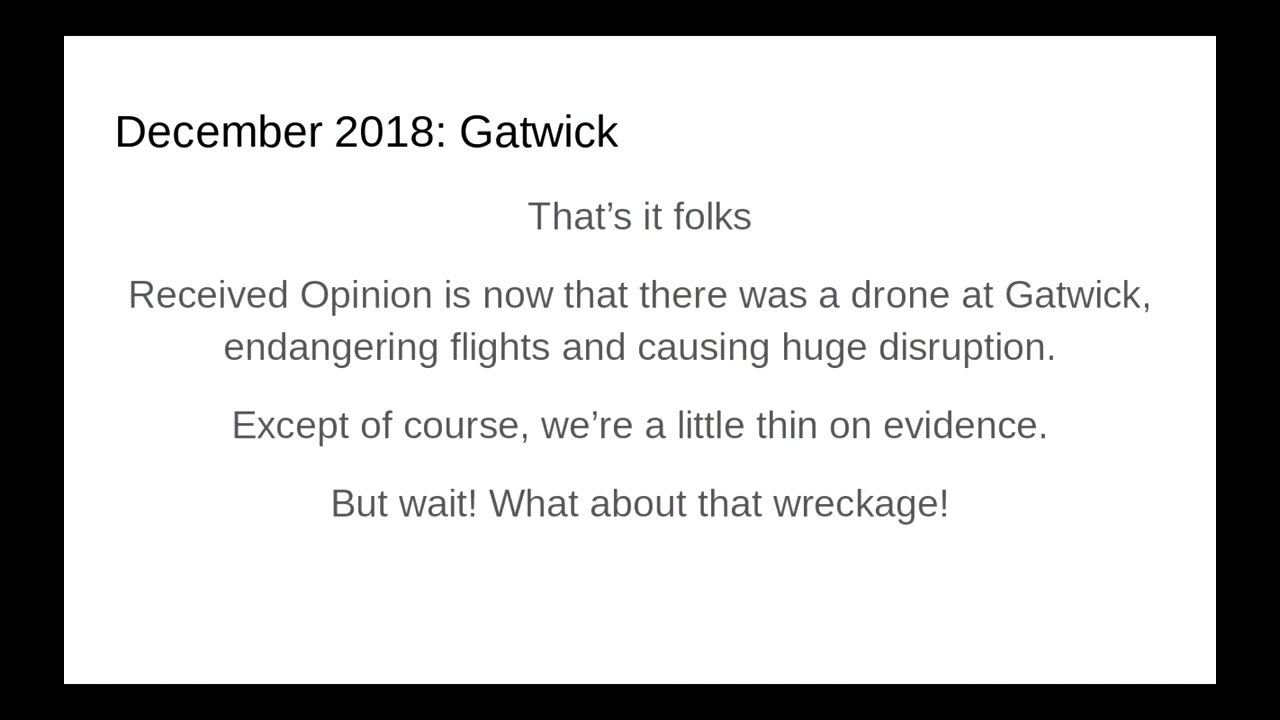 December 2018: Gatwick
That’s it folks
Received Opinion is now that there was a drone at Gatwick,
endangering flights and causing huge disruption.
Except of course, we’re a little thin on evidence.
But wait! What about that wreckage!